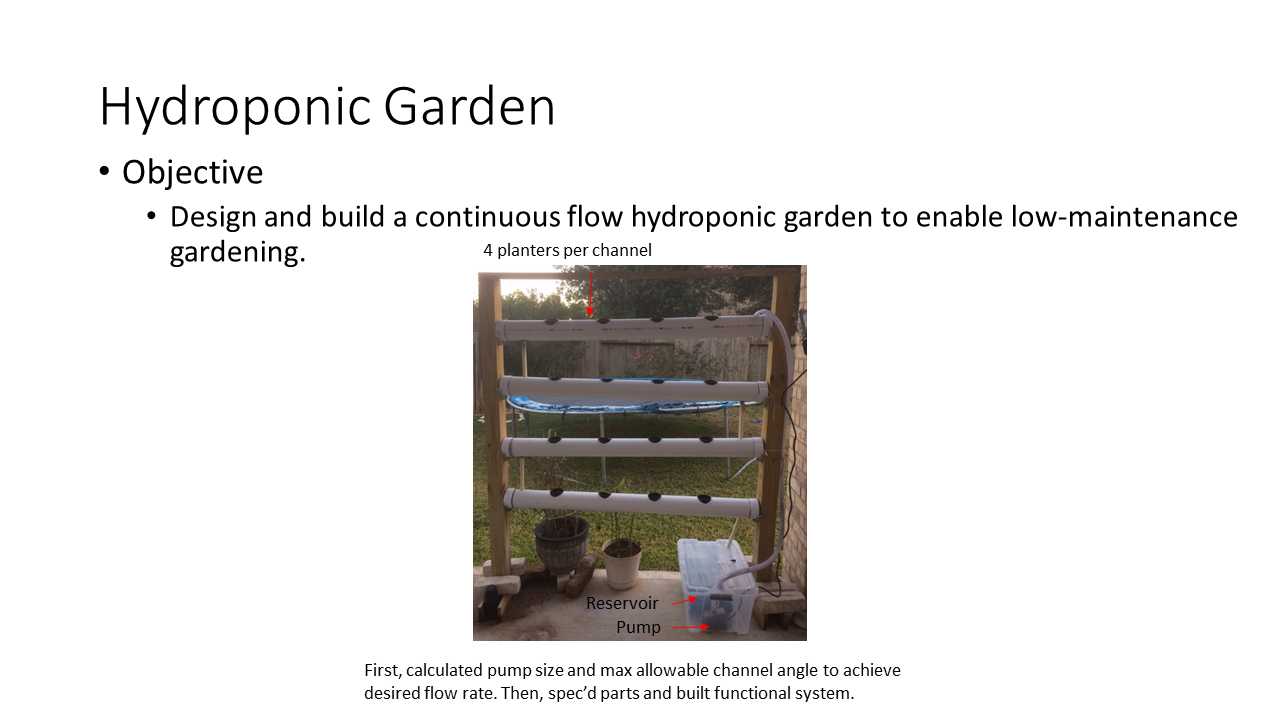 Hydroponic Garden
• Objective
• Design and build a continuous flow hydroponic garden to enable low-maintenance
gardening.
4 planters per channel
Reservoir
Pump
First, calculated pump size and max allowable channel angle to achieve
desired flow rate. Then, spec’d parts and built functional system.